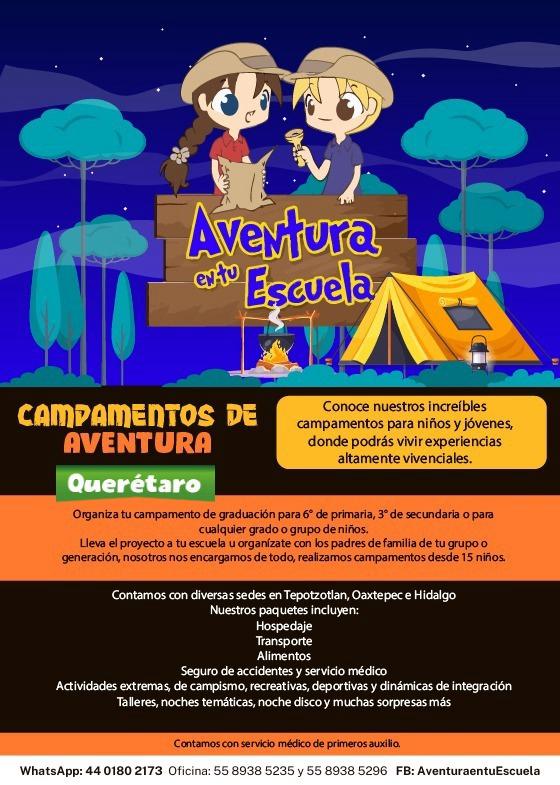 Aventura
en tu
Escuela
CAMPAMENTOS DE
AVENTURA
Querétaro
Conoce nuestros increíbles
campamentos para niños y jóvenes,
donde podrás vivir experiencias
altamente vivenciales.
Organiza tu campamento de graduación para 6° de primaria, 3° de secundaria o para
cualquier grado o grupo de niños.
Lleva el proyecto a tu escuela u organízate con los padres de familia de tu grupo o
generación, nosotros nos encargamos de todo, realizamos campamentos desde 15 niños.
Contamos con diversas sedes en Tepotzotlan, Oaxtepec e Hidalgo
Nuestros paquetes incluyen:
Hospedaje
Transporte
Alimentos
Seguro de accidentes y servicio médico
Actividades extremas, de campismo, recreativas, deportivas y dinámicas de integración
Talleres, noches temáticas, noche disco y muchas sorpresas más
Contamos con servicio médico de primeros auxilio.
WhatsApp: 44 0180 2173 Oficina: 55 8938 5235 y 55 8938 5296 FB: AventuraentuEscuela